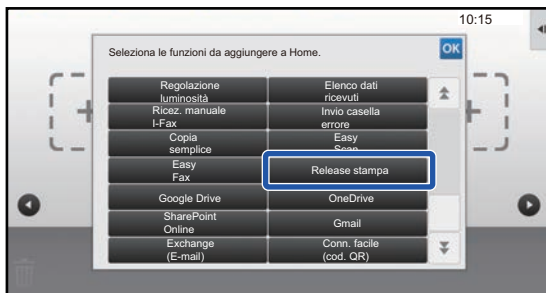 10:15
Seleziona le funzioni da aggiungere a Home.
OK
Regolazione
luminosità
Elenco dati
ricevuti
Ricez. manuale
I-Fax
Invio casella
errore
Copia
semplice
Easy
Scan
Easy
Fax
Release stampa
Google Drive
OneDrive
SharePoint
Online
Gmail
Exchange
(E-mail)
Conn. facile
(cod. QR)